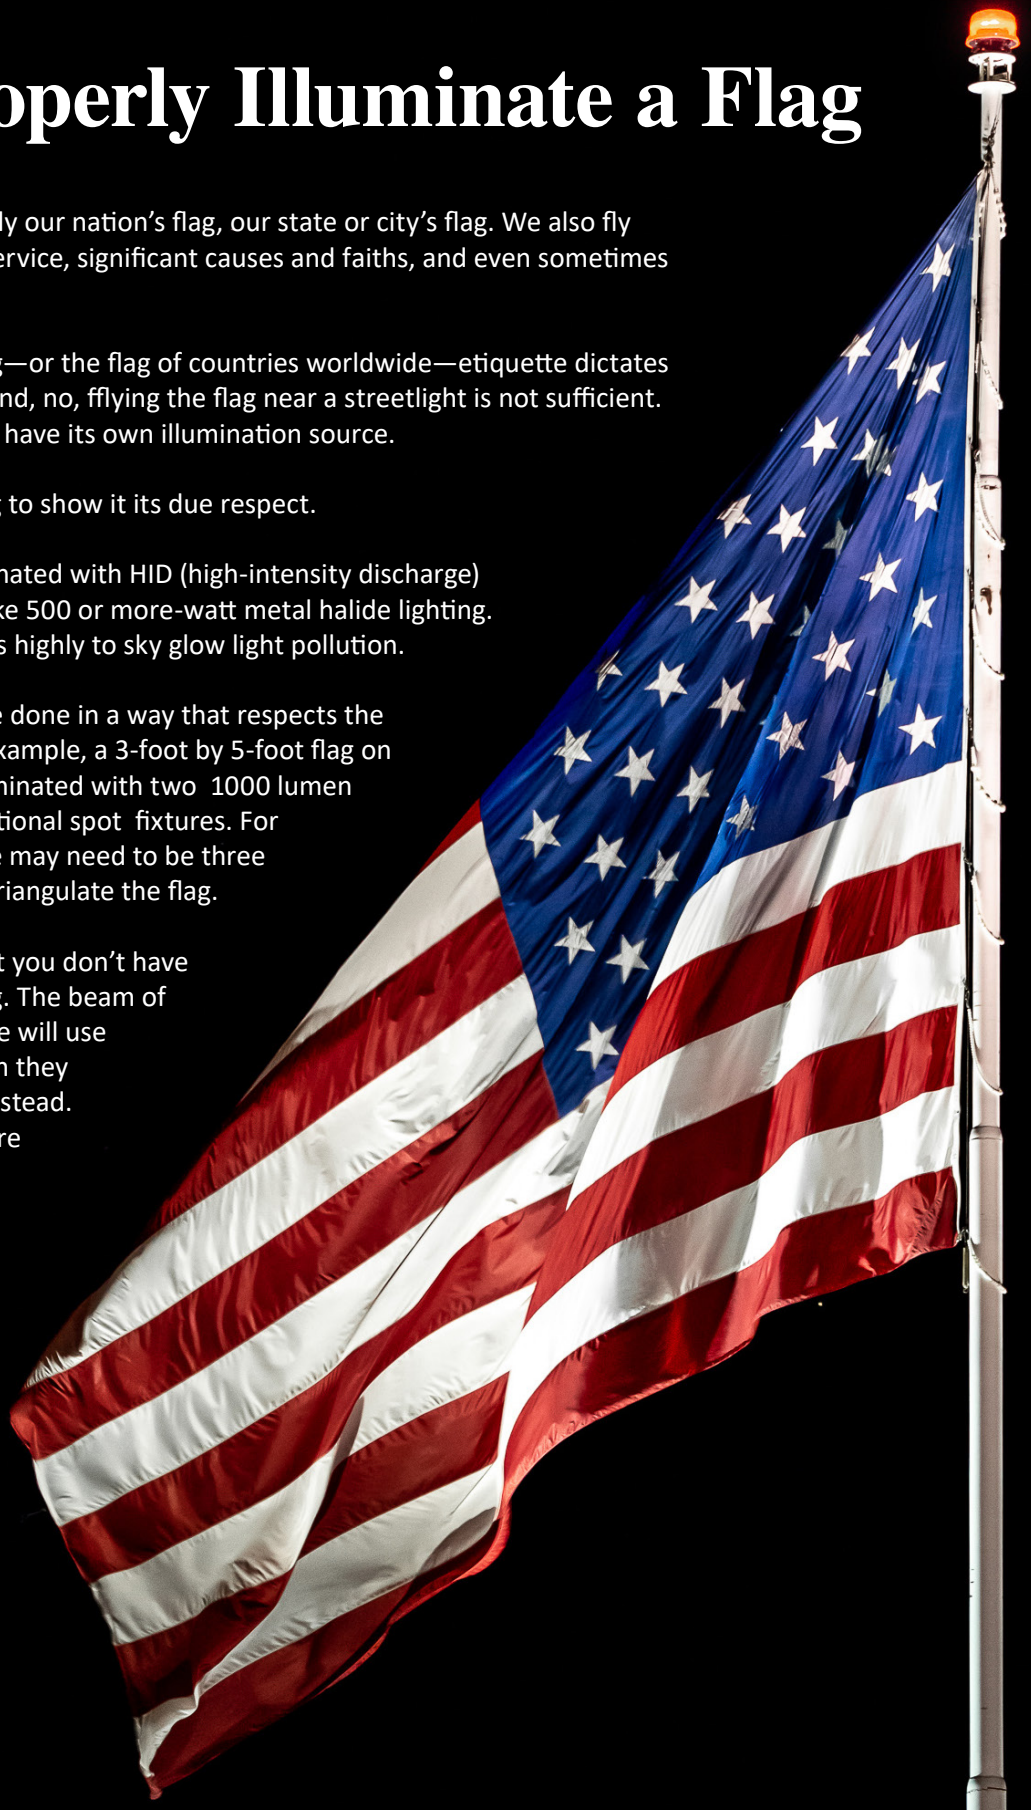 operly Illuminate a Flag
ly our nation’s flag, our state or city’s flag. We also fly
ervice, significant causes and faiths, and even sometimes
g—or the flag of countries worldwide—etiquette dictates
nd, no, fflying the flag near a streetlight is not sufficient.
have its own illumination source.
g to show it its due respect.
nated with HID (high-intensity discharge)
ke 500 or more-watt metal halide lighting.
s highly to sky glow light pollution.
e done in a way that respects the
example, a 3-foot by 5-foot flag on
minated with two  1000 lumen
tional spot  fixtures. For
e may need to be three
riangulate the flag.
t you don’t have
g. The beam of
e will use
n they
stead.
re